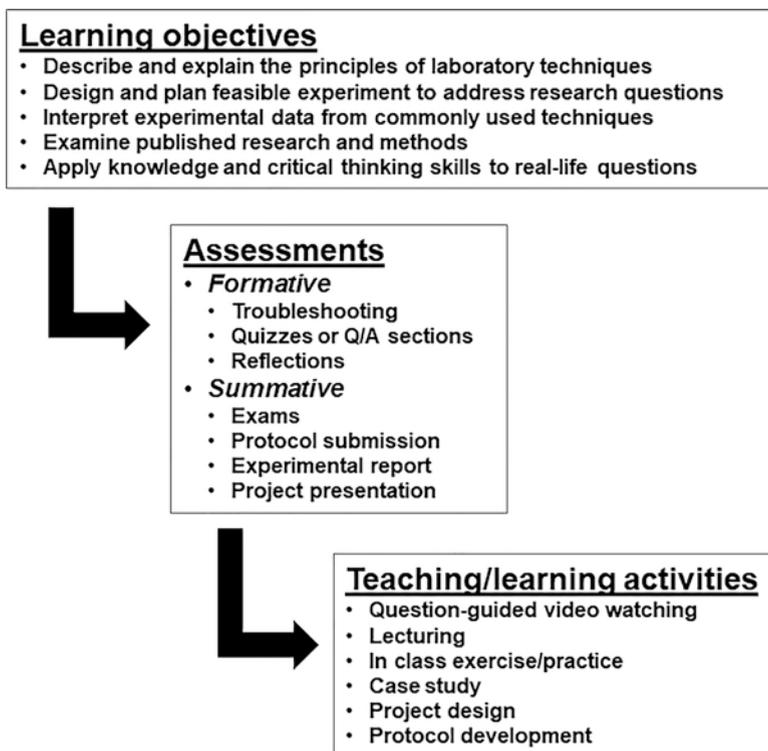 Learning objectives
• Describe and explain the principles of laboratory techniques
• Design and plan feasible experiment to address research questions
• Interpret experimental data from commonly used techniques
• Examine published research and methods
• Apply knowledge and critical thinking skills to real-life questions
Assessments
• Formative
• Troubleshooting
• Quizzes or Q/A sections
• Reflections
• Summative
• Exams
• Protocol submission
• Experimental report
• Project presentation
Teaching/learning activities
• Question-guided video watching
• Lecturing
• In class exercise/practice
• Case study
• Project design
• Protocol development